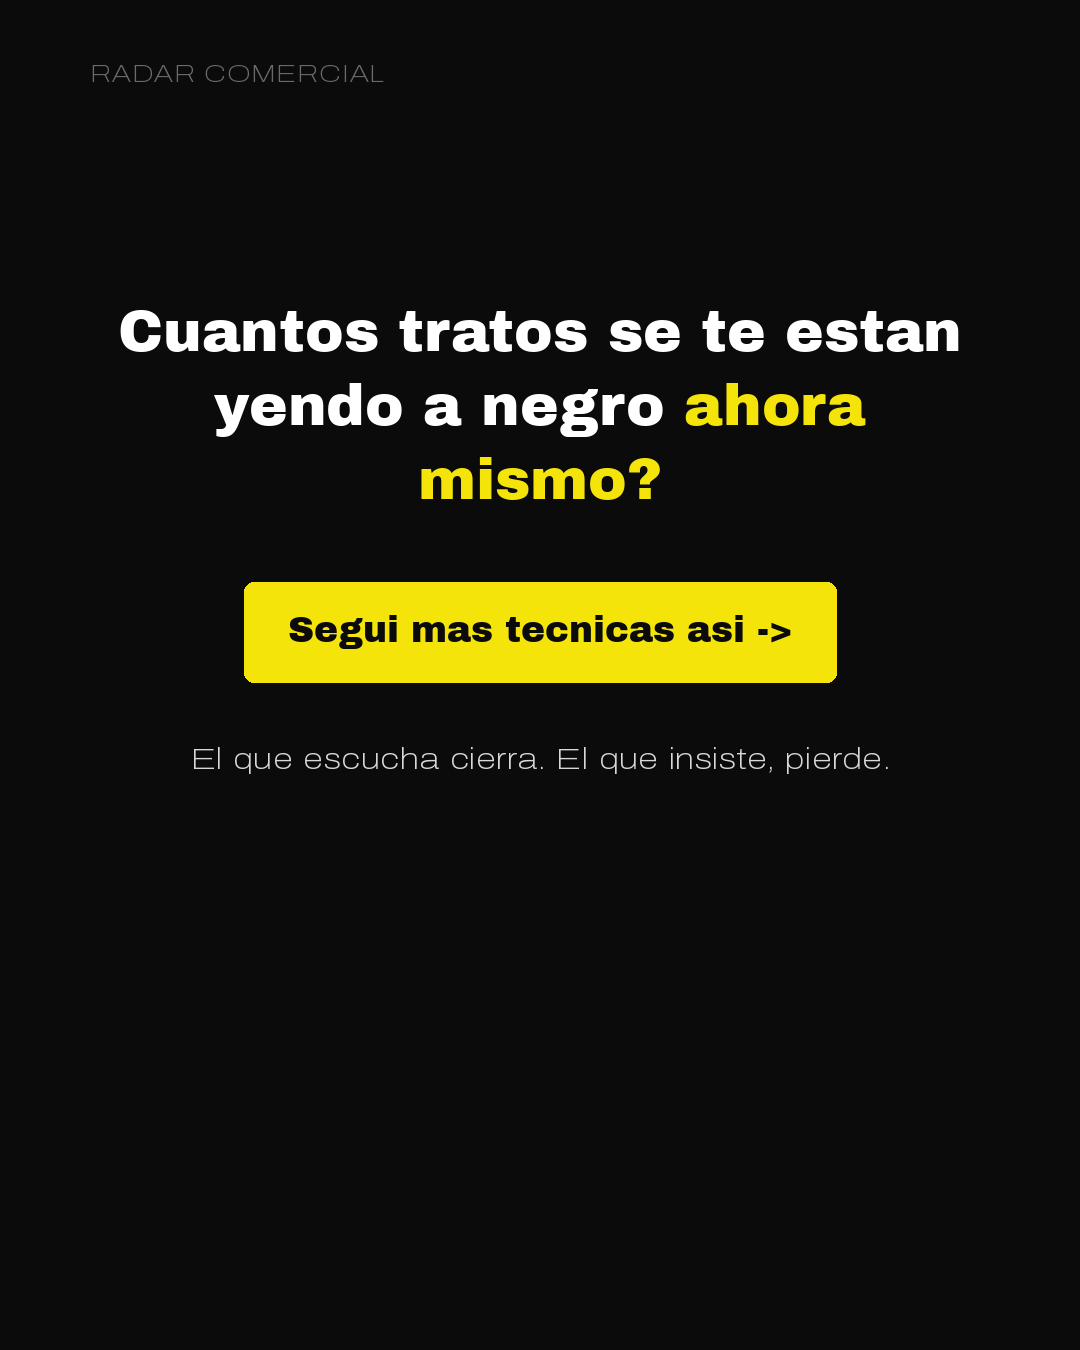 RADAR COMERCIAL
Cuantos tratos se te estan
yendo a negro ahora
mismo?
Segui mas tecnicas asi ->
El que escucha cierra. El que insiste, pierde.